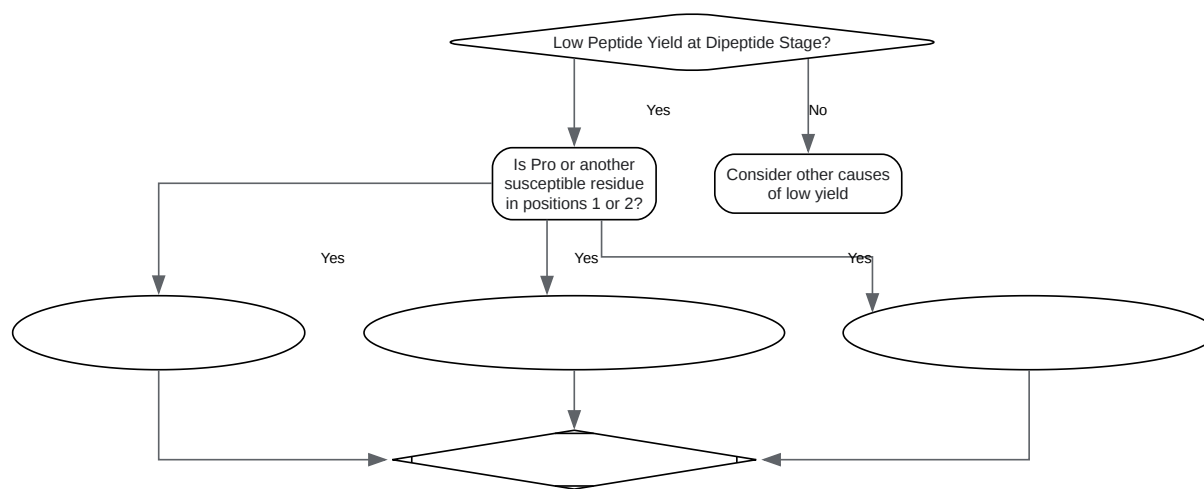 Low Peptide Yield at Dipeptide Stage?
Yes
No
Is Pro or another
susceptible residue
in positions 1 or 2?
Consider other causes
of low yield
Yes
Yes
Yes